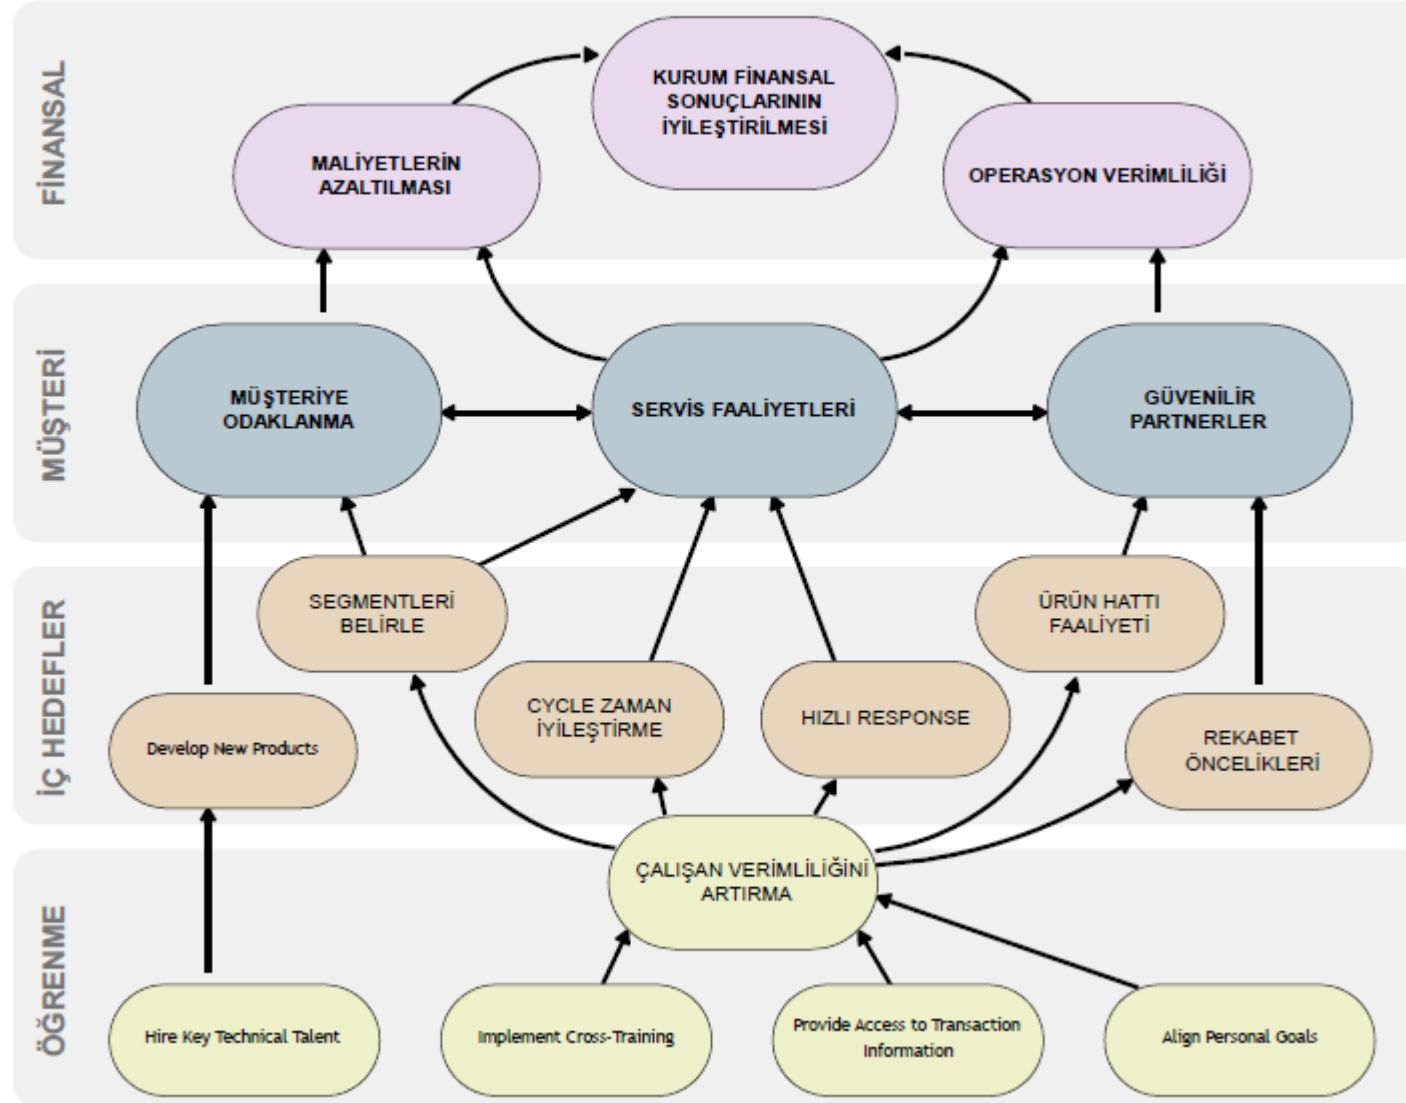 FİNANSAL
KURUM FİNANSAL
SONUÇLARININ
İYİLEŞTİRİLMESİ
MALİYETLERİN
AZALTILMASI
OPERASYON VERİMLİLİĞİ
MÜŞTERİ
MÜŞTERİYE
ODAKLANMA
SERVİS FAALİYETLERİ
GÜVENİLİR
PARTNERLER
İÇ HEDEFLER
SEGMENTLERİ
BELİRLE
ÜRÜN HATTI
FAALİYETİ
CYCLE ZAMAN
İYİLEŞTİRME
HIZLI RESPONSE
Develop New Products
REKABET
ÖNCELİKLERİ
ÖĞRENME
ÇALIŞAN VERİMLİLİĞİNİ
ARTIRMA
Hire Key Technical Talent
Implement Cross-Training
Provide Access to Transaction
Information
Align Personal Goals